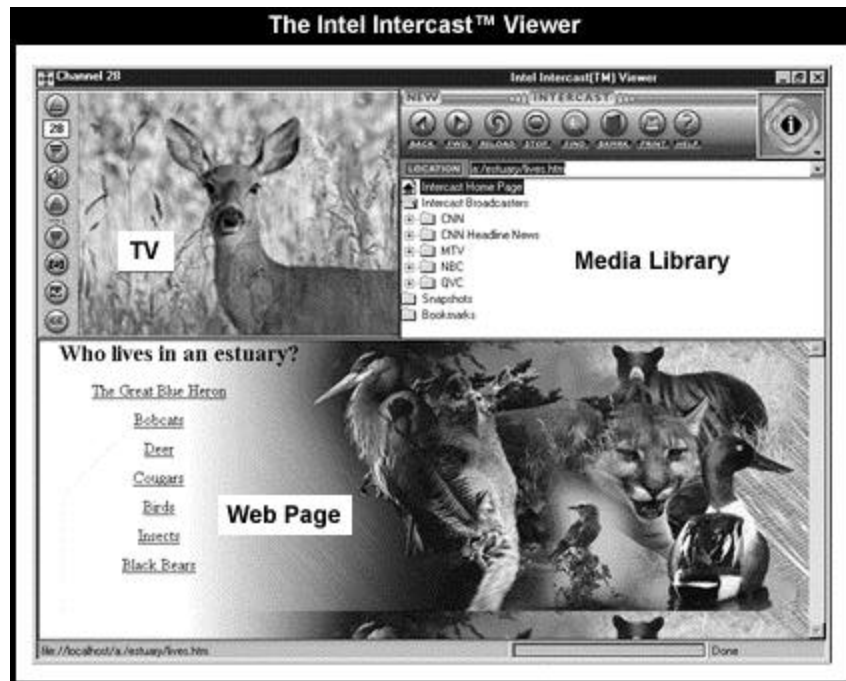 The Intel Intercast™ Viewer
Channel 28
Intel Intercast(TM) Viewer
NEW
INTERCAST
28
BACK FWD RELOAD STOP FIND BKMRK PRINT HELP
LOCATION a:/estuary/lives.htm
Intercast Home Page
Intercast Broadcasters
CNN
CNN Headline News
MTV
NBC
QVC
Snapshots
Bookmarks
TV
Media Library
Who lives in an estuary?
The Great Blue Heron
Bobcats
Deer
Cougars
Birds
Insects
Black Bears
Web Page
file://localhost/a:/estuary/lives.htm
Done